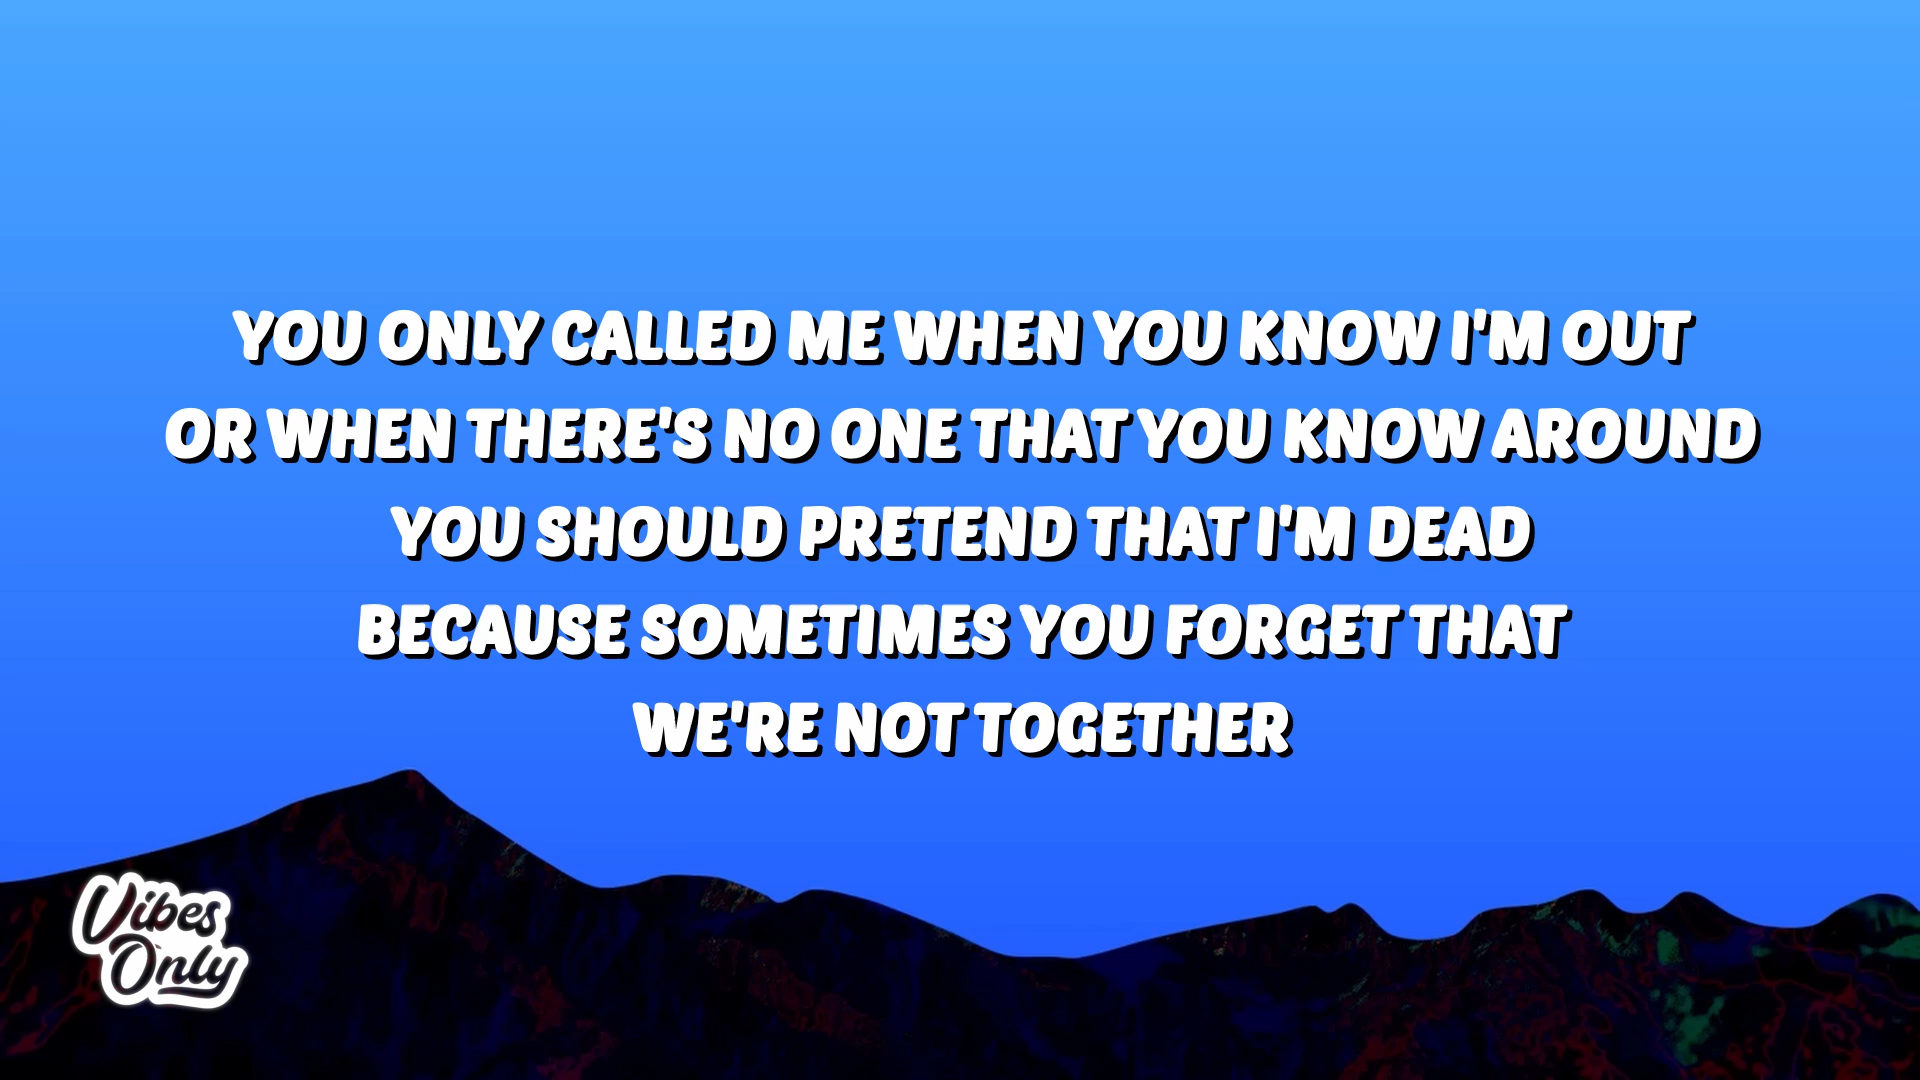 YOU ONLY CALLED ME WHEN YOU KNOW I'M OUT
OR WHEN THERE'S NO ONE THAT YOU KNOW AROUND
YOU SHOULD PRETEND THAT I'M DEAD
BECAUSE SOMETIMES YOU FORGET THAT
WE'RE NOT TOGETHER
Vibes
Only